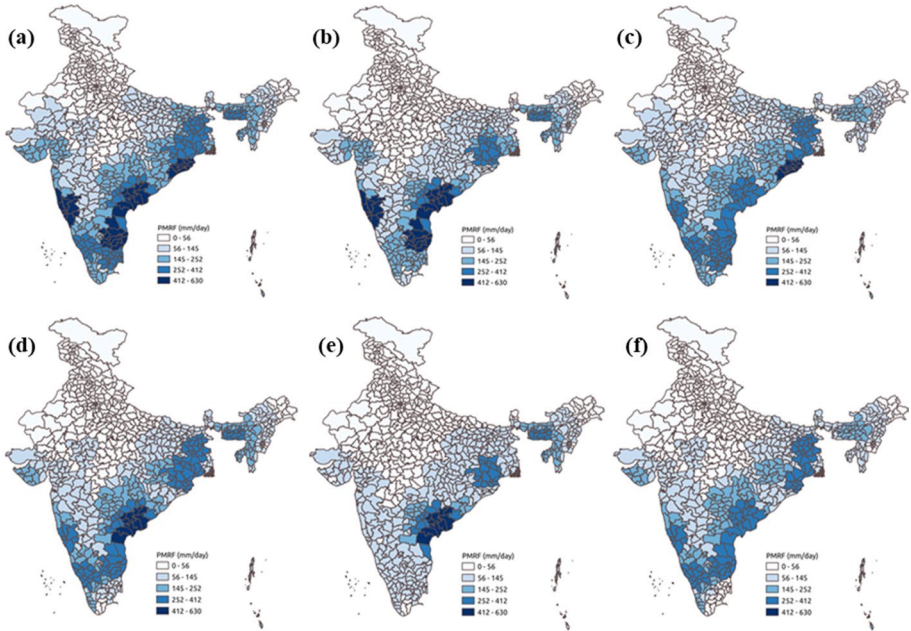 (a)
(b)
(c)
PMRF (mm/day)
0 - 56
56 - 145
145 - 252
252 - 412
412 - 630
PMRF (mm/day)
0 - 56
56 - 145
145 - 252
252 - 412
412 - 630
PMRF (mm/day)
0 - 56
56 - 145
145 - 252
252 - 412
412 - 630
(d)
(e)
(f)
PMRF (mm/day)
0 - 56
56 - 145
145 - 252
252 - 412
412 - 630
PMRF (mm/day)
0 - 56
56 - 145
145 - 252
252 - 412
412 - 630
PMRF (mm/day)
0 - 56
56 - 145
145 - 252
252 - 412
412 - 630